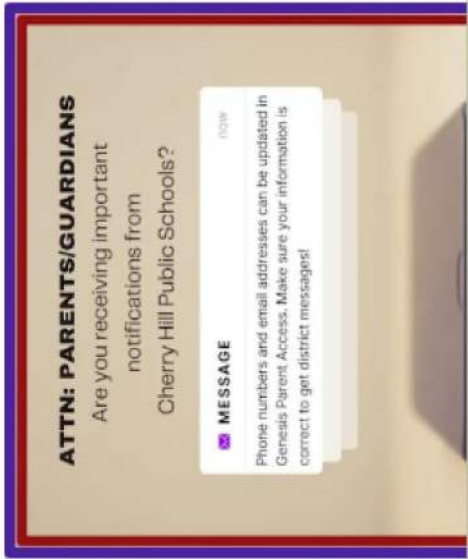 ATTN: PARENTS/GUARDIANS
Are you receiving important
notifications from
Cherry Hill Public Schools?
MESSAGE
now
Phone numbers and email addresses can be updated in
Genesis Parent Access. Make sure your information is
correct to get district messages!